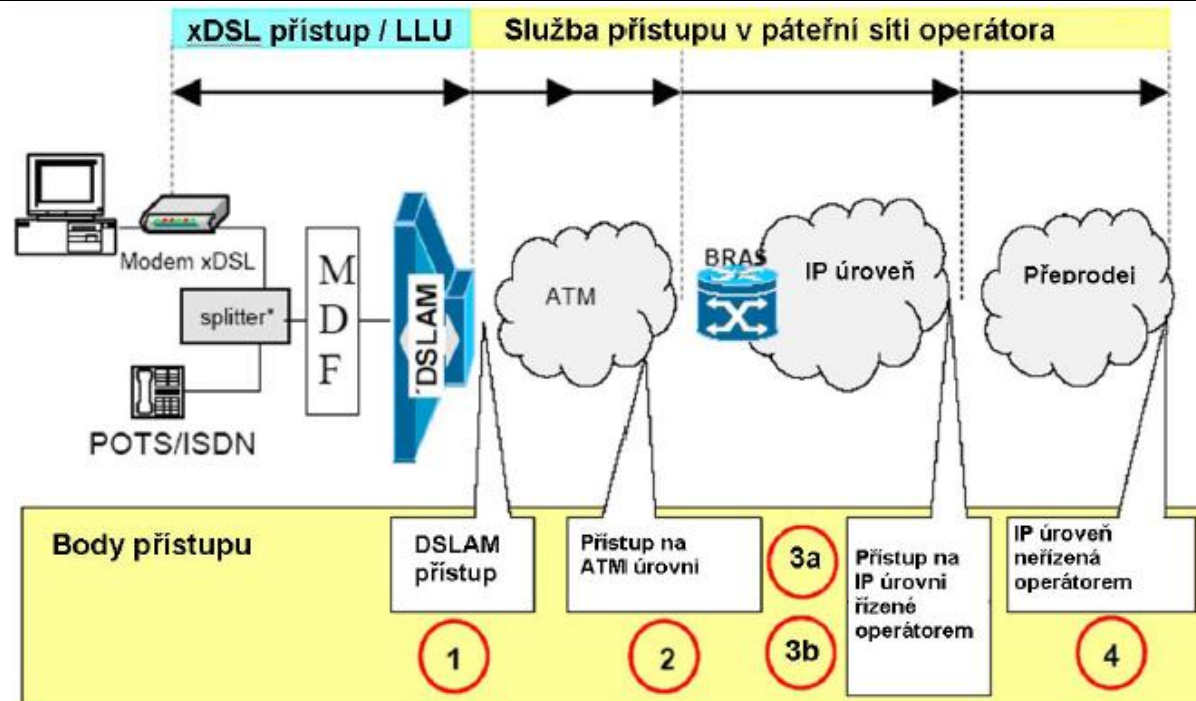 xDSL přístup / LLU
Služba přístupu v páteřní síti operátora
Modem xDSL
splitter*
POTS/ISDN
M
D
F
DSLAM
ATM
BRAS
IP úroveň
Přeprodej
Body přístupu
DSLAM
přístup
1
Přístup na
ATM úrovni
2
3a
3b
Přístup na
IP úrovni
řízené
operátorem
IP úroveň
neřízená
operátorem
4